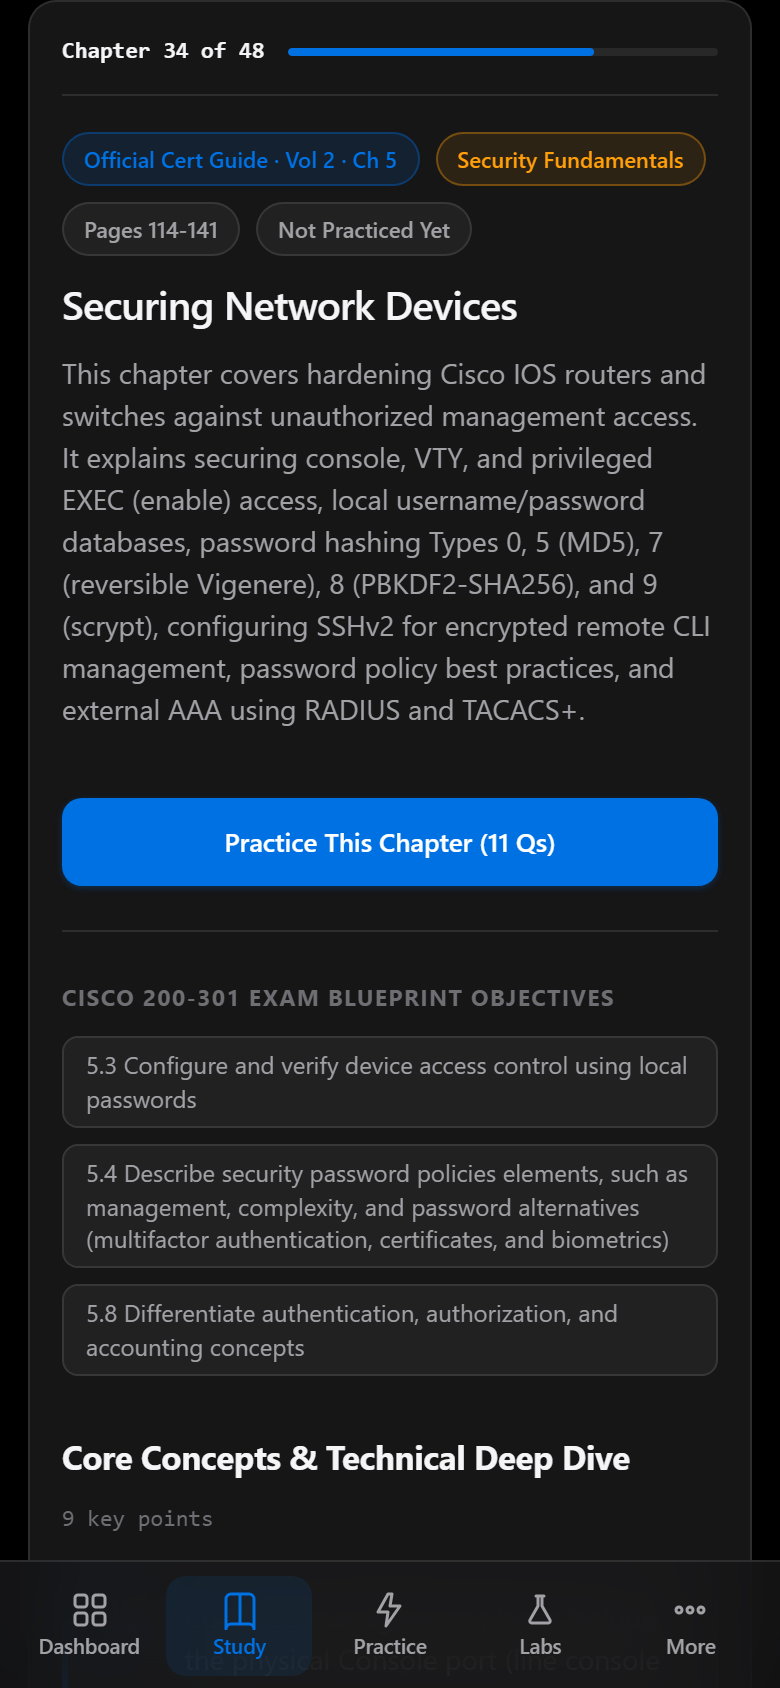 Chapter 34 of 48
Official Cert Guide · Vol 2 · Ch 5
Security Fundamentals
Pages 114-141
Not Practiced Yet
Securing Network Devices
This chapter covers hardening Cisco IOS routers and
switches against unauthorized management access.
It explains securing console, VTY, and privileged
EXEC (enable) access, local username/password
databases, password hashing Types 0, 5 (MD5), 7
(reversible Vigenere), 8 (PBKDF2-SHA256), and 9
(scrypt), configuring SSHv2 for encrypted remote CLI
management, password policy best practices, and
external AAA using RADIUS and TACACS+.
Practice This Chapter (11 Qs)
CISCO 200-301 EXAM BLUEPRINT OBJECTIVES
5.3 Configure and verify device access control using local
passwords
5.4 Describe security password policies elements, such as
management, complexity, and password alternatives
(multifactor authentication, certificates, and biometrics)
5.8 Differentiate authentication, authorization, and
accounting concepts
Core Concepts & Technical Deep Dive
9 key points
the physical Console port (line console
Dashboard
Study
Practice
Labs
More